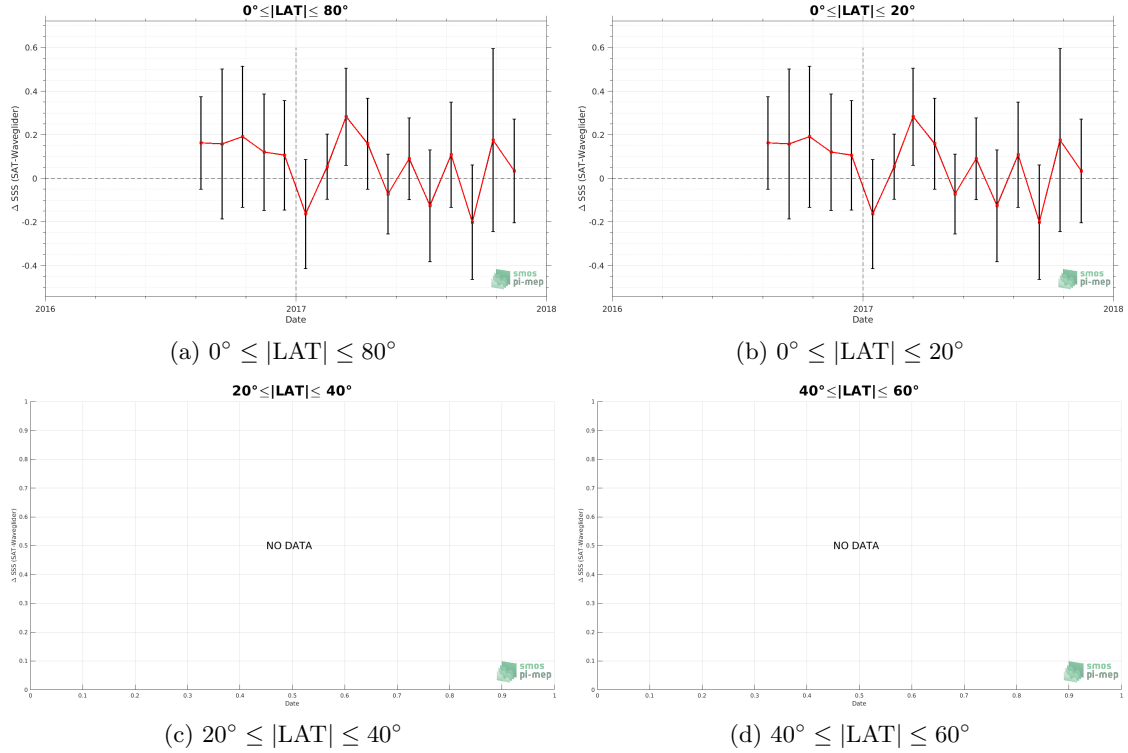 0°≤|LAT|≤ 80°
0.6
0.4
0.2
0
-0.2
-0.4
Δ SSS (SAT-Waveglider)
2016
2017
2018
Date
smos
pi-mep
(a) 0° ≤ |LAT| ≤ 80°
0°≤|LAT|≤ 20°
0.6
0.4
0.2
0
-0.2
-0.4
Δ SSS (SAT-Waveglider)
2016
2017
2018
Date
smos
pi-mep
(b) 0° ≤ |LAT| ≤ 20°
20°≤|LAT|≤ 40°
1
0.9
0.8
0.7
0.6
0.5
0.4
0.3
0.2
0.1
0
Δ SSS (SAT-Waveglider)
NO DATA
0 0.1 0.2 0.3 0.4 0.5 0.6 0.7 0.8 0.9 1
Date
smos
pi-mep
(c) 20° ≤ |LAT| ≤ 40°
40°≤|LAT|≤ 60°
1
0.9
0.8
0.7
0.6
0.5
0.4
0.3
0.2
0.1
0
Δ SSS (SAT-Waveglider)
NO DATA
0 0.1 0.2 0.3 0.4 0.5 0.6 0.7 0.8 0.9 1
Date
smos
pi-mep
(d) 40° ≤ |LAT| ≤ 60°